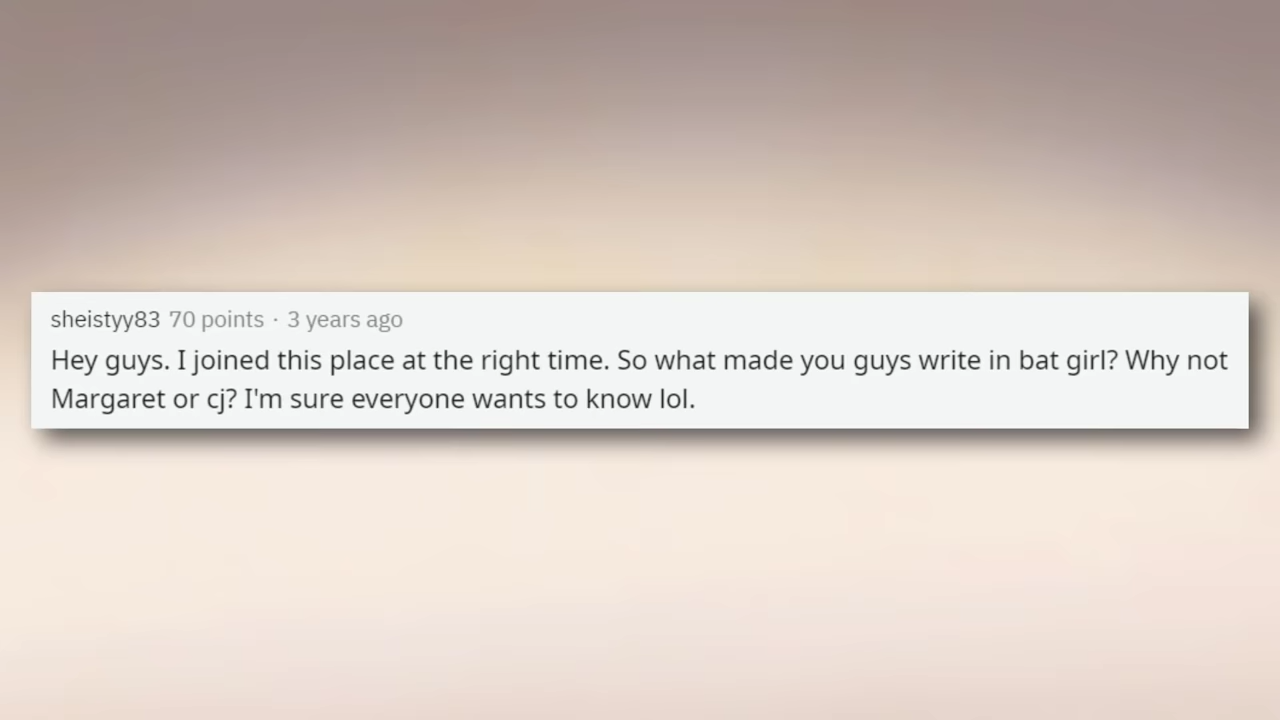 sheistyy83 70 points · 3 years ago
Hey guys. I joined this place at the right time. So what made you guys write in bat girl? Why not
Margaret or cj? I'm sure everyone wants to know lol.